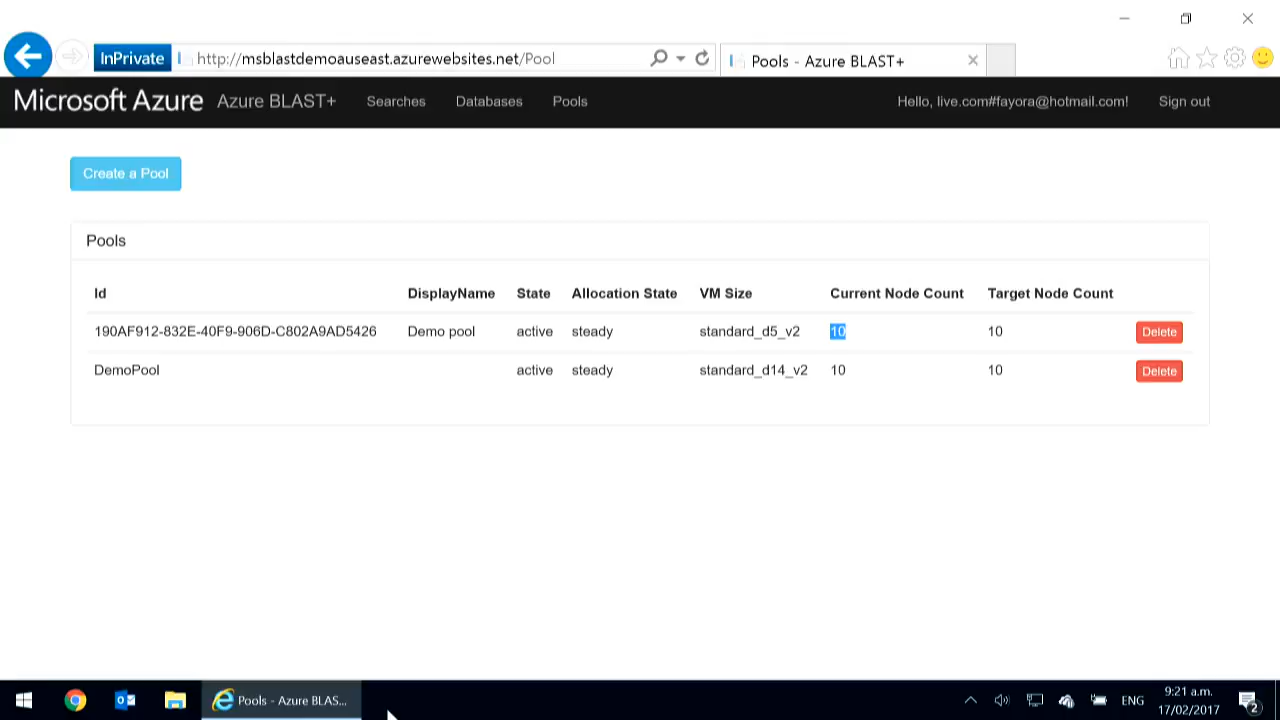 InPrivate http://msblastdemoauseast.azurewebsites.net/Pool Pools - Azure BLAST+
Microsoft Azure Azure BLAST+ Searches Databases Pools Hello, live.com#fayora@hotmail.com! Sign out
Create a Pool
Pools
Id DisplayName State Allocation State VM Size Current Node Count Target Node Count
190AF912-832E-40F9-906D-C802A9AD5426 Demo pool active steady standard_d5_v2 10 10 Delete
DemoPool active steady standard_d14_v2 10 10 Delete
Pools - Azure BLAS... ENG 9:21 a.m.
17/02/2017 2